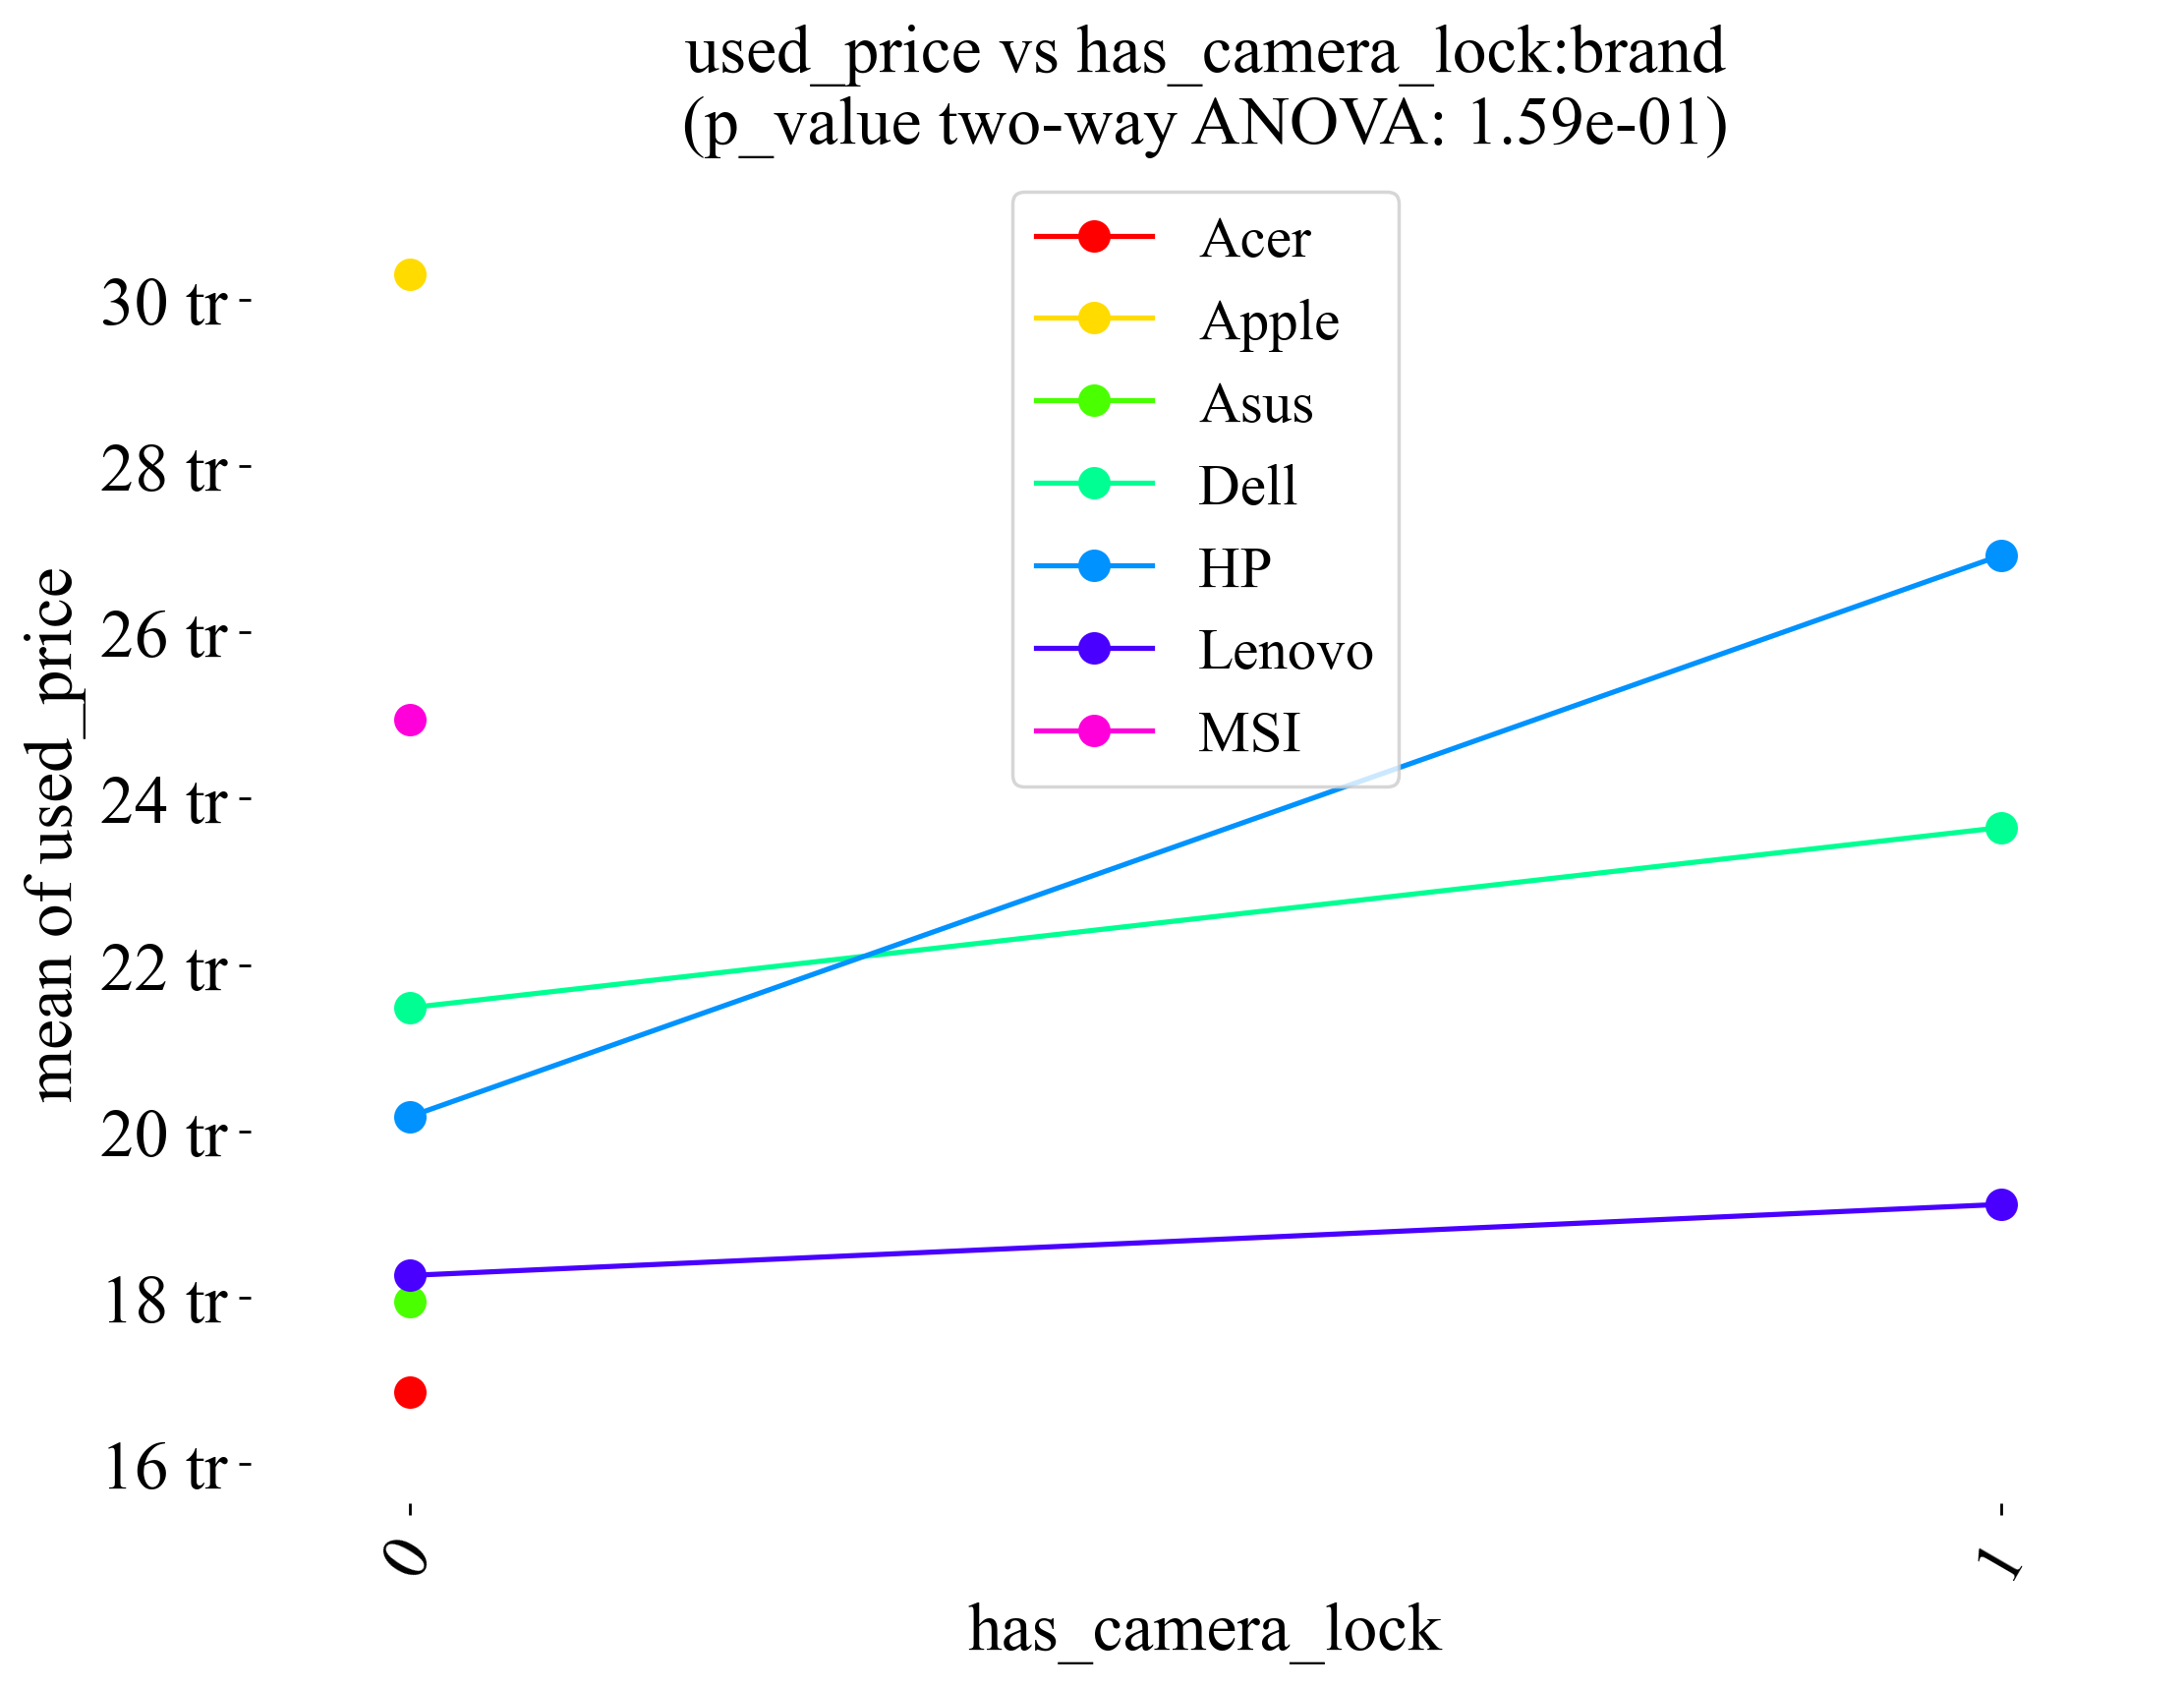 used_price vs has_camera_lock:brand
(p_value two-way ANOVA: 1.59e-01)
Acer
Apple
Asus
Dell
HP
Lenovo
MSI
30 tr
28 tr
26 tr
24 tr
22 tr
20 tr
18 tr
16 tr
mean of used_price
0
1
has_camera_lock